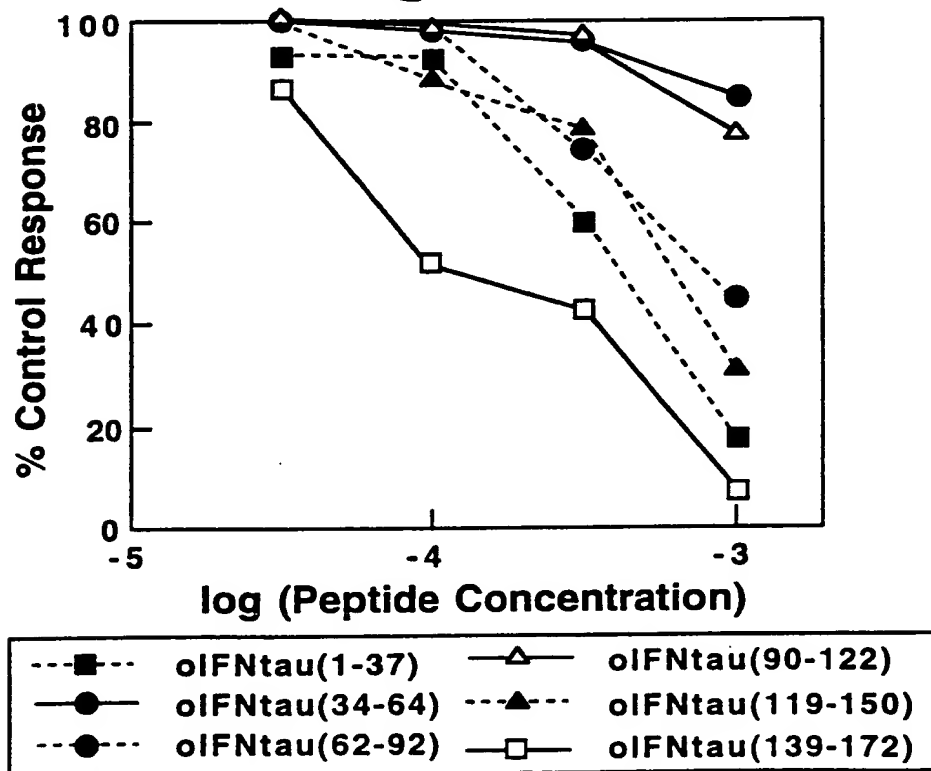 100
80
60
40
20
0
% Control Response
-5 -4 -3
log (Peptide Concentration)
oIFNtau(1-37) oIFNtau(90-122)
oIFNtau(34-64) oIFNtau(119-150)
oIFNtau(62-92) oIFNtau(139-172)